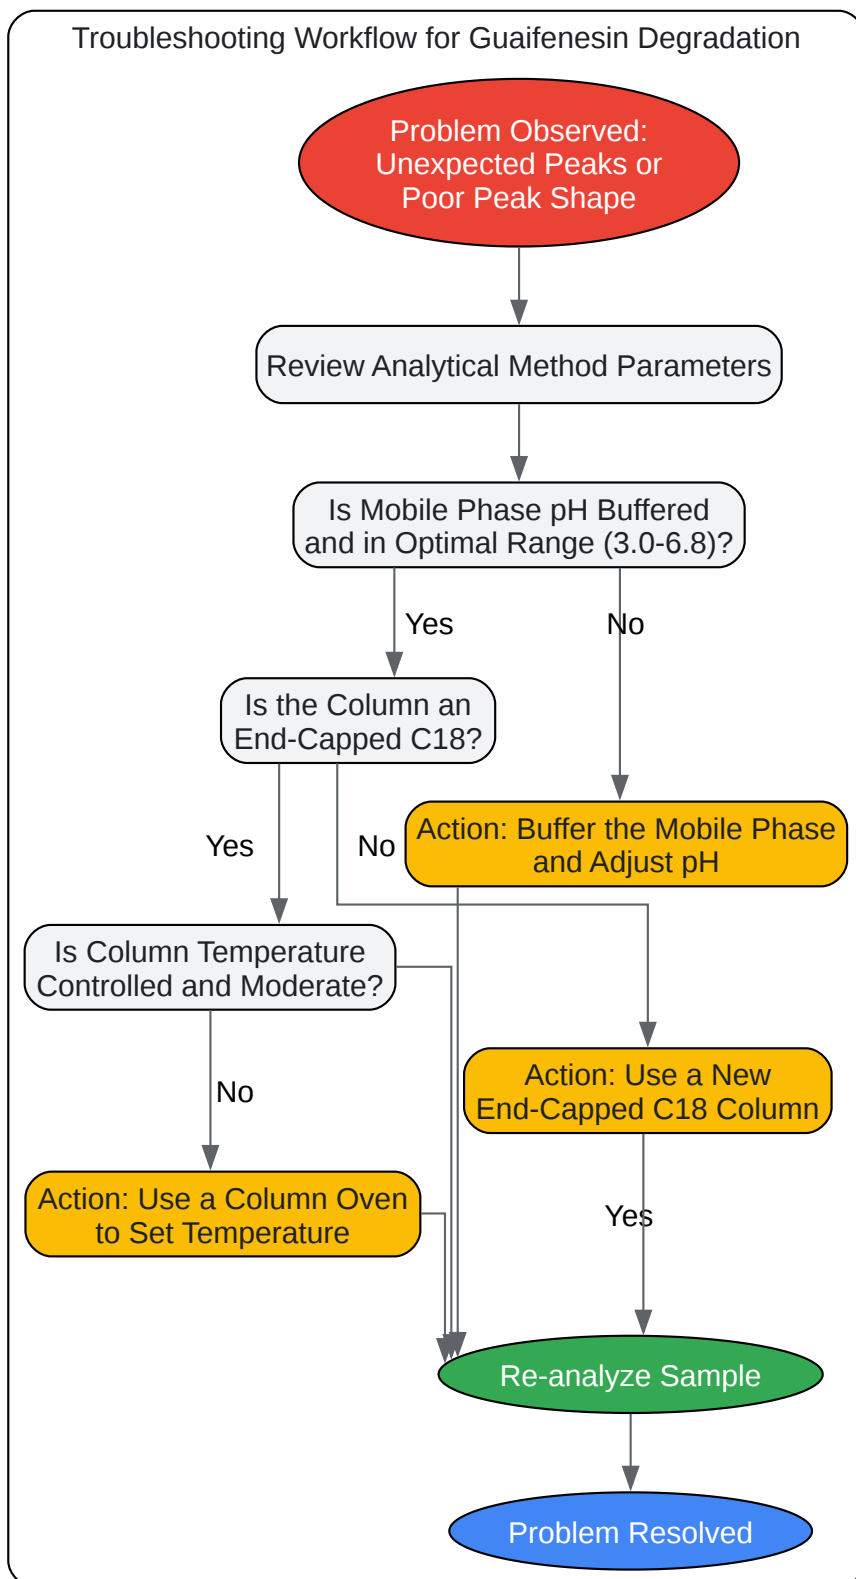 Troubleshooting Workflow for Guaifenesin Degradation
Problem Observed:
Unexpected Peaks or
Poor Peak Shape
Review Analytical Method Parameters
Is Mobile Phase pH Buffered
and in Optimal Range (3.0-6.8)?
Yes
No
Is the Column an
End-Capped C18?
Yes
No
Action: Buffer the Mobile Phase
and Adjust pH
Is Column Temperature
Controlled and Moderate?
No
Action: Use a New
End-Capped C18 Column
Action: Use a Column Oven
to Set Temperature
Yes
Re-analyze Sample
Problem Resolved